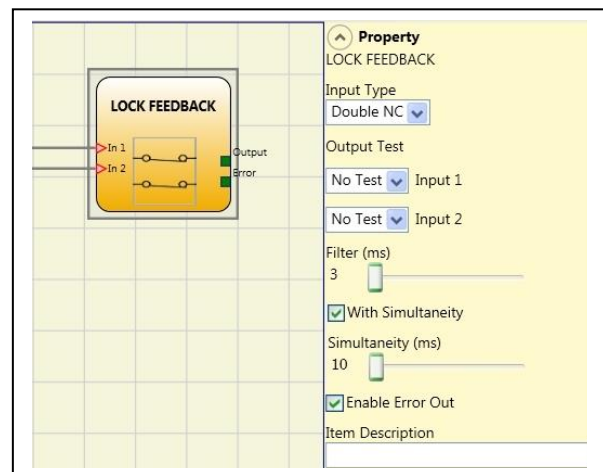 LOCK FEEDBACK
In 1
In 2
Output
Error
Property
LOCK FEEDBACK
Input Type
Double NC
Output Test
No Test Input 1
No Test Input 2
Filter (ms)
3
With Simultaneity
Simultaneity (ms)
10
Enable Error Out
Item Description